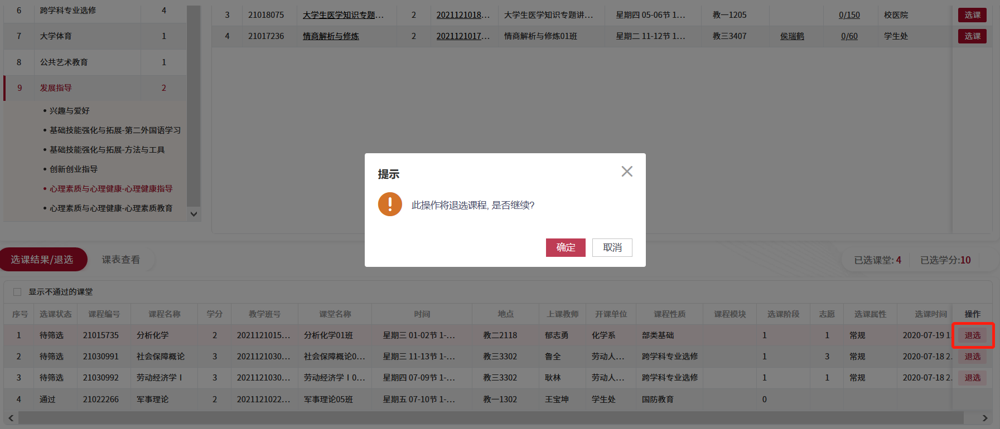 6 跨学科专业选修 4
7 大学体育 1
8 公共艺术教育 1
9 发展指导 2
• 兴趣与爱好
• 基础技能强化与拓展-第二外国语学习
• 基础技能强化与拓展-方法与工具
• 创新创业指导
• 心理素质与心理健康-心理健康指导
• 心理素质与心理健康-心理素质教育
3 21018075 大学生医学知识专题... 2 2021121018... 大学生医学知识专题讲... 星期四 05-06节 1... 教一1205 0/150 校医院 选课
4 21017236 情商解析与修炼 2 2021121017... 情商解析与修炼01班 星期二 11-12节 1... 教三3407 侯瑞鹤 0/60 学生处 选课
提示
此操作将退选课程, 是否继续?
确定 取消
选课结果/退选 课表查看 已选课堂: 4 已选学分:10
显示不通过的课堂
序号 选课状态 课程编号 课程名称 学分 教学班号 课堂名称 时间 地点 上课教师 开课单位 课程性质 课程模块 选课阶段 志愿 选课属性 选课时间 操作
1 待筛选 21015735 分析化学 2 2021121015... 分析化学01班 星期三 01-02节 1-... 教二2118 郁志勇 化学系 部类基础 1 1 常规 2020-07-19 1. 退选
2 待筛选 21030991 社会保障概论 3 2021121030... 社会保障概论0... 星期三 11-13节 1-... 教三3302 鲁全 劳动人... 跨学科专业选修 1 3 常规 2020-07-18 2. 退选
3 待筛选 21030992 劳动经济学 I 3 2021121030... 劳动经济学 I 0... 星期四 07-09节 1-... 教三3302 耿林 劳动人... 跨学科专业选修 1 1 常规 2020-07-18 2. 退选
4 通过 21022266 军事理论 2 2021121022... 军事理论05班 星期五 07-10节 1-... 教一1302 王宝坤 学生处 国防教育 0